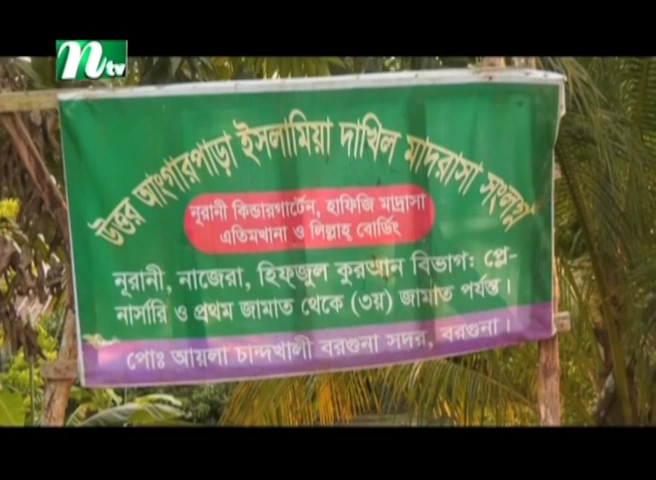 ntv
উত্তর আংগারপাড়া ইসলামিয়া দাখিল মাদরাসা সংলগ্ন
নূরানী কিন্ডারগার্টেন, হাফিজি মাদ্রাসা
এতিমখানা ও লিল্লাহ্ বোর্ডিং
নূরানী, নাজেরা, হিফ্জুল কুরআন বিভাগ: প্লে-
নার্সারি ও প্রথম জামাত থেকে (৩য়) জামাত পর্যন্ত।
পোঃ আয়লা চান্দখালী বরগুনা সদর, বরগুনা।